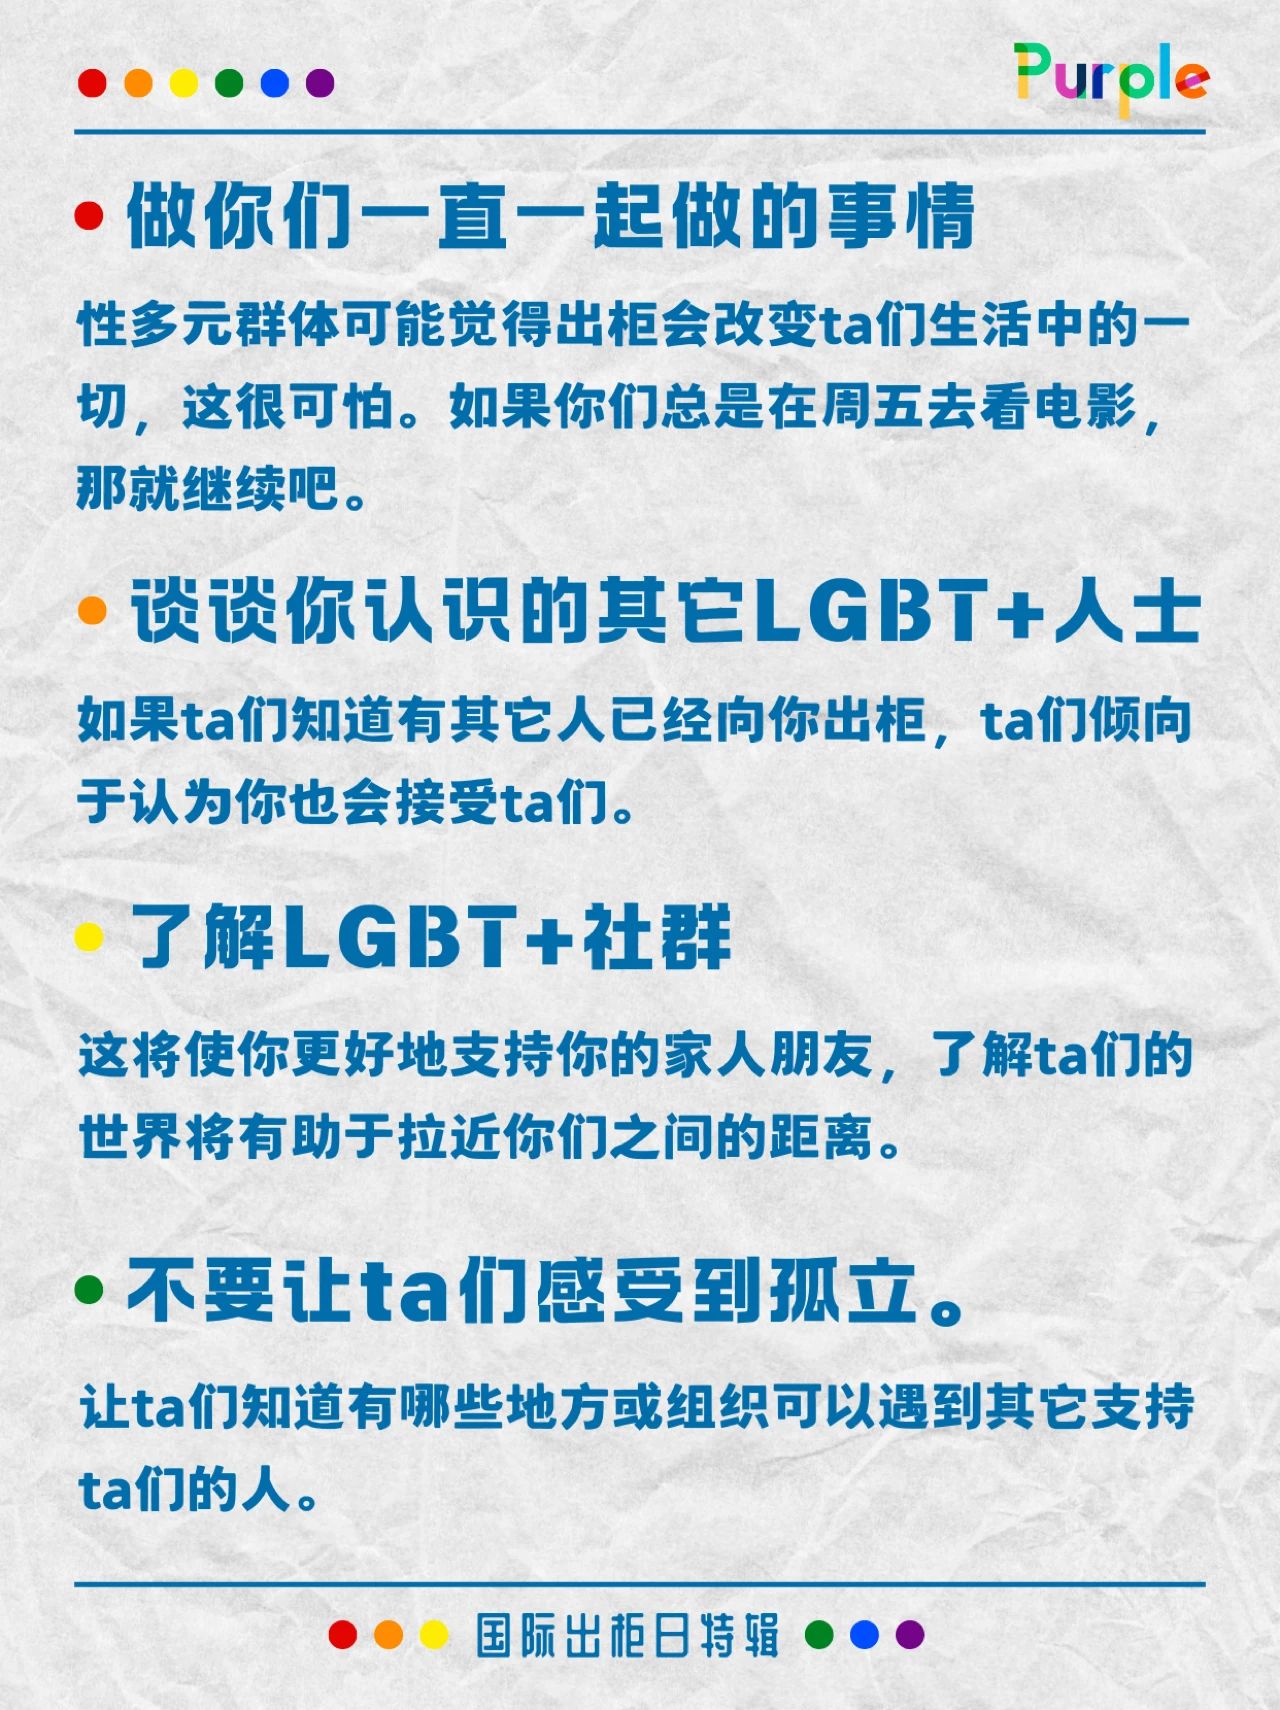 Purple
做你们一直一起做的事情
性多元群体可能觉得出柜会改变ta们生活中的一
切，这很可怕。如果你们总是在周五去看电影，
那就继续吧。
谈谈你认识的其它LGBT+人士
如果ta们知道有其它人已经向你出柜，ta们倾向
于认为你也会接受ta们。
了解LGBT+社群
这将使你更好地支持你的家人朋友，了解ta们的
世界将有助于拉近你们之间的距离。
不要让ta们感受到孤立。
让ta们知道有哪些地方或组织可以遇到其它支持
ta们的人。
国际出柜日特辑